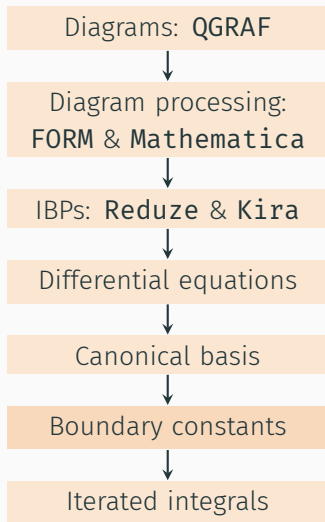 Diagrams: QGRAF
Diagram processing:
FORM & Mathematica
IBPs: Reduze & Kira
Differential equations
Canonical basis
Boundary constants
Iterated integrals